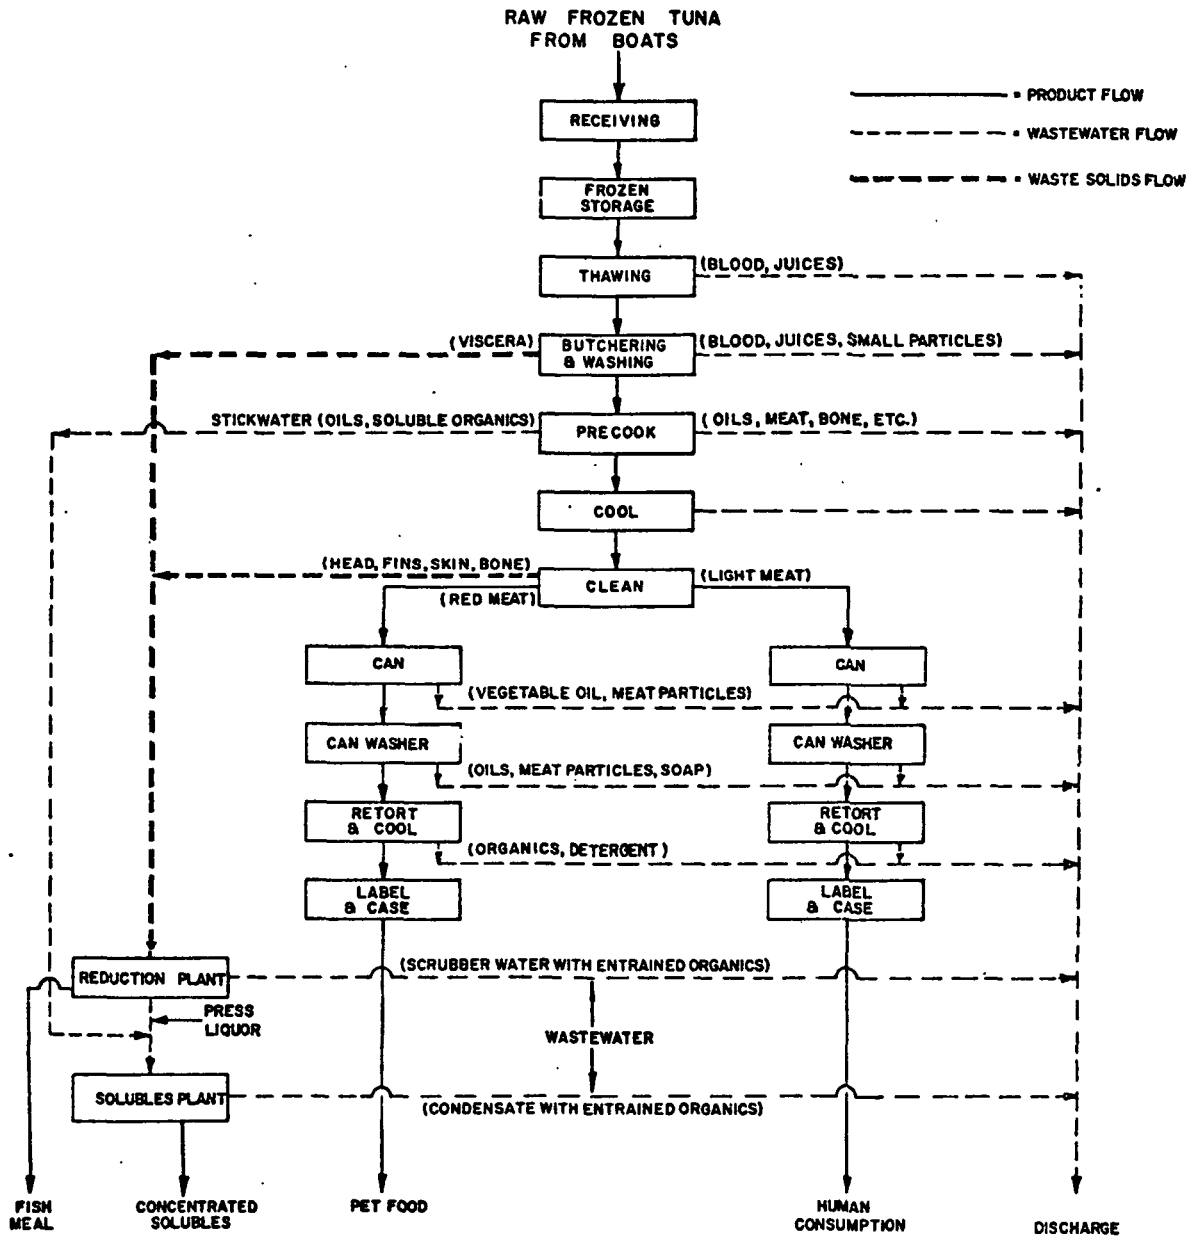 RAW FROZEN TUNA
FROM BOATS
RECEIVING
= PRODUCT FLOW
= WASTEWATER FLOW
= WASTE SOLIDS FLOW
FROZEN
STORAGE
THAWING
(BLOOD, JUICES)
(VISCERA)
BUTCHERING
& WASHING
(BLOOD, JUICES, SMALL PARTICLES)
STICKWATER (OILS, SOLUBLE ORGANICS)
PRECOOK
(OILS, MEAT, BONE, ETC.)
COOL
(HEAD, FINS, SKIN, BONE)
CLEAN
(LIGHT MEAT)
(RED MEAT)
CAN
CAN
(VEGETABLE OIL, MEAT PARTICLES)
CAN WASHER
CAN WASHER
(OILS, MEAT PARTICLES, SOAP)
RETORT
& COOL
RETORT
& COOL
(ORGANICS, DETERGENT)
LABEL
& CASE
LABEL
& CASE
REDUCTION PLANT
(SCRUBBER WATER WITH ENTRAINED ORGANICS)
PRESS
LIQUOR
WASTEWATER
SOLUBLES PLANT
(CONDENSATE WITH ENTRAINED ORGANICS)
FISH
MEAL
CONCENTRATED
SOLUBLES
PET FOOD
HUMAN
CONSUMPTION
DISCHARGE